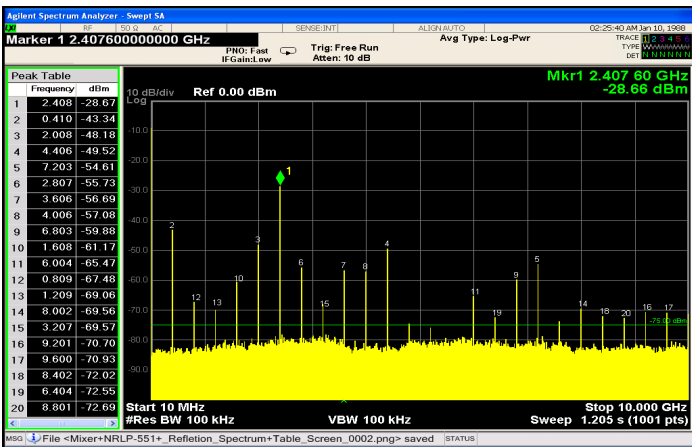 Agilent Spectrum Analyzer - Swept SA
RF 50 Ω AC SENSE:INT ALIGN AUTO 02:25:40 AM Jan 10, 1998
Marker 1 2.407600000000 GHz
PNO: Fast
IFGain:Low
Trig: Free Run
Atten: 10 dB
Avg Type: Log-Pwr
TRACE 1 2 3 4 5 6
TYPE
DET N N N N N N
Peak Table
Frequency dBm
1 2.408 -28.67
2 0.410 -43.34
3 2.008 -48.18
4 4.406 -49.52
5 7.203 -54.61
6 2.807 -55.73
7 3.606 -56.69
8 4.006 -57.08
9 6.803 -59.88
10 1.608 -61.17
11 6.004 -65.47
12 0.809 -67.48
13 1.209 -69.06
14 8.002 -69.56
15 3.207 -69.57
16 9.201 -70.70
17 9.600 -70.93
18 8.402 -72.02
19 6.404 -72.55
20 8.801 -72.69
Mkr1 2.407 60 GHz
-28.66 dBm
10 dB/div Ref 0.00 dBm
Log
-10.0
-20.0
-30.0
-40.0
-50.0
-60.0
-70.0
-80.0
-90.0
1
2
3
4
5
6
7
8
9
10
11
12
13
14
15
16
17
18
19
20
-75.00 dBm
Start 10 MHz
Stop 10.000 GHz
#Res BW 100 kHz
VBW 100 kHz
Sweep 1.205 s (1001 pts)
MSG File <Mixer+NRLP-551+_Refletion_Spectrum+Table_Screen_0002.png> saved STATUS